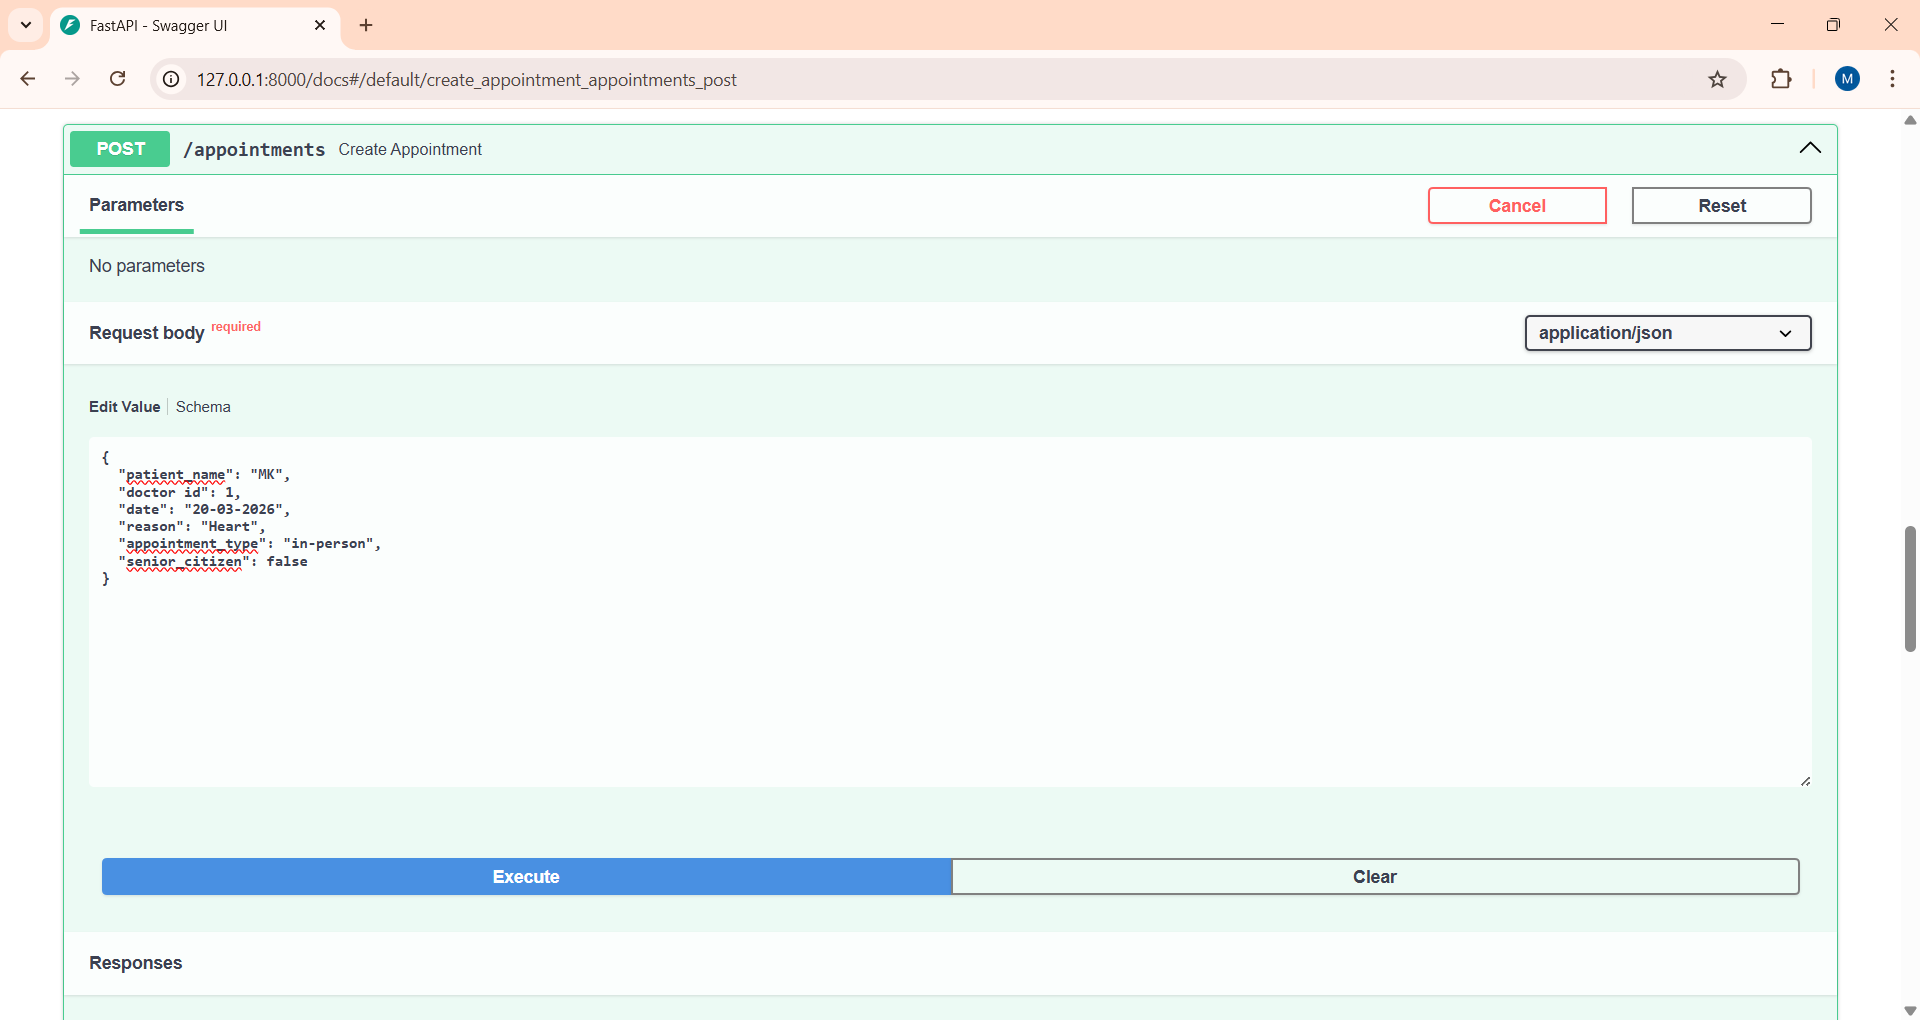 FastAPI - Swagger UI
127.0.0.1:8000/docs#/default/create_appointment_appointments_post
M
POST /appointments Create Appointment
Parameters
Cancel
Reset
No parameters
Request body required
application/json
Edit Value | Schema
{
  "patient_name": "MK",
  "doctor id": 1,
  "date": "20-03-2026",
  "reason": "Heart",
  "appointment_type": "in-person",
  "senior_citizen": false
}
Execute
Clear
Responses